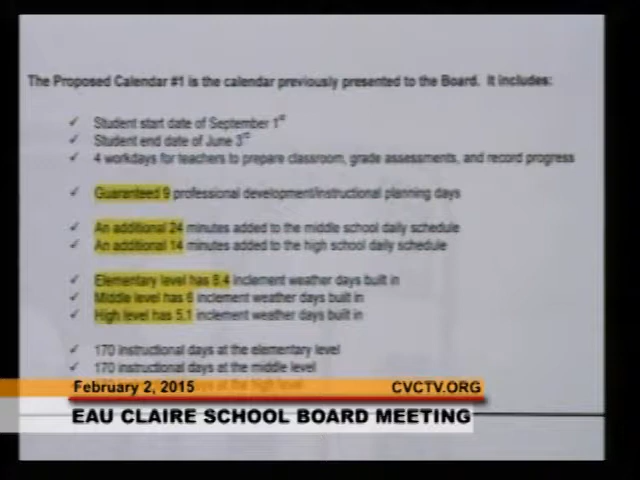 The Proposed Calendar #1 is the calendar previously presented to the Board. It includes:
✓ Student start date of September 1st
✓ Student end date of June 3rd
✓ 4 workdays for teachers to prepare classroom, grade assessments, and record progress
✓ Guaranteed 9 professional development/instructional planning days
✓ An additional 24 minutes added to the middle school daily schedule
✓ An additional 14 minutes added to the high school daily schedule
✓ Elementary level has inclement weather days built in
✓ Middle level has 6 inclement weather days built in
✓ High level has 5.1 inclement weather days built in
✓ 170 instructional days at the elementary level
✓ 170 instructional days at the middle level
days at the high level
February 2, 2015 CVCTV.ORG
EAU CLAIRE SCHOOL BOARD MEETING